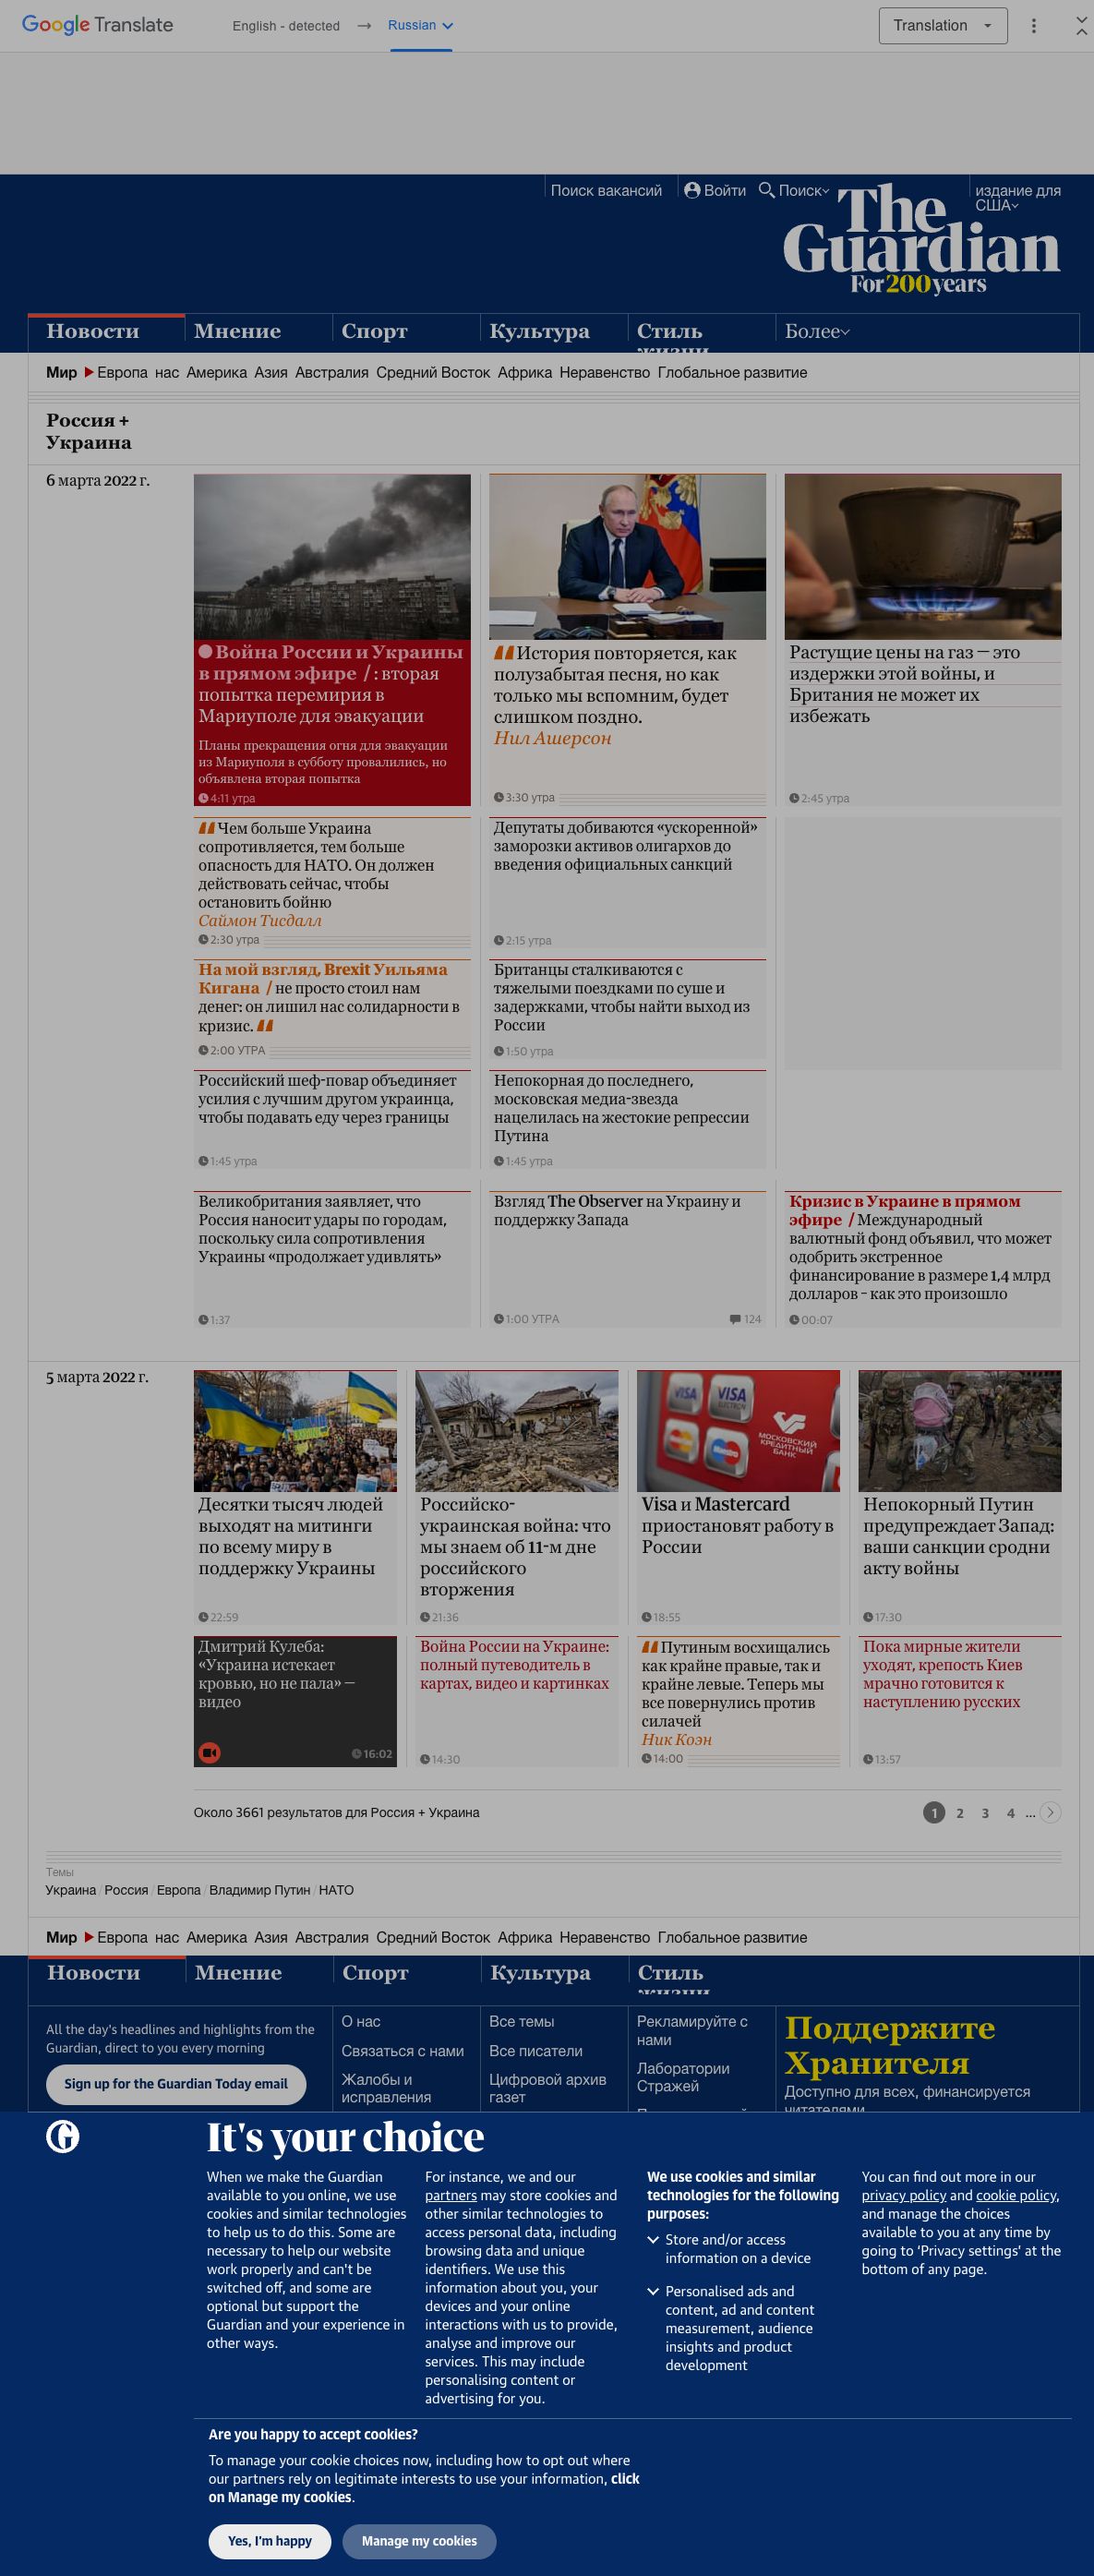 Google Translate
English - detected → Russian
Translation
Поиск вакансий
Войти
Поиск
издание для
США
The
Guardian
For 200 years
Новости
Мнение
Спорт
Культура
Стиль
жизни
Более
Мир
Европа нас Америка Азия Австралия Средний Восток Африка Неравенство Глобальное развитие
Россия +
Украина
6 марта 2022 г.
Война России и Украины
в прямом эфире / : вторая
попытка перемирия в
Мариуполе для эвакуации
Планы прекращения огня для эвакуации
из Мариуполя в субботу провалились, но
объявлена вторая попытка
4:11 утра
История повторяется, как
полузабытая песня, но как
только мы вспомним, будет
слишком поздно.
Нил Ашерсон
3:30 утра
Растущие цены на газ — это
издержки этой войны, и
Британия не может их
избежать
2:45 утра
Чем больше Украина
сопротивляется, тем больше
опасность для НАТО. Он должен
действовать сейчас, чтобы
остановить бойню
Саймон Тисдалл
2:30 утра
Депутаты добиваются «ускоренной»
заморозки активов олигархов до
введения официальных санкций
2:15 утра
На мой взгляд, Brexit Уильяма
Кигана / не просто стоил нам
денег: он лишил нас солидарности в
кризис.
2:00 УТРА
Британцы сталкиваются с
тяжелыми поездками по суше и
задержками, чтобы найти выход из
России
1:50 утра
Российский шеф-повар объединяет
усилия с лучшим другом украинца,
чтобы подавать еду через границы
1:45 утра
Непокорная до последнего,
московская медиа-звезда
нацелилась на жестокие репрессии
Путина
1:45 утра
Великобритания заявляет, что
Россия наносит удары по городам,
поскольку сила сопротивления
Украины «продолжает удивлять»
1:37
Взгляд The Observer на Украину и
поддержку Запада
1:00 УТРА
124
Кризис в Украине в прямом
эфире / Международный
валютный фонд объявил, что может
одобрить экстренное
финансирование в размере 1,4 млрд
долларов – как это произошло
00:07
5 марта 2022 г.
VISA
VISA
ELECTRON
Maestro
МОСКОВСКИЙ
КРЕДИТНЫЙ
БАНК
Десятки тысяч людей
выходят на митинги
по всему миру в
поддержку Украины
22:59
Российско-
украинская война: что
мы знаем об 11-м дне
российского
вторжения
21:36
Visa и Mastercard
приостановят работу в
России
18:55
Непокорный Путин
предупреждает Запад:
ваши санкции сродни
акту войны
17:30
Дмитрий Кулеба:
«Украина истекает
кровью, но не пала» —
видео
16:02
Война России на Украине:
полный путеводитель в
картах, видео и картинках
14:30
Путиным восхищались
как крайне правые, так и
крайне левые. Теперь мы
все повернулись против
силачей
Ник Коэн
14:00
Пока мирные жители
уходят, крепость Киев
мрачно готовится к
наступлению русских
13:57
Около 3661 результатов для Россия + Украина
1 2 3 4 ...
Темы
Украина / Россия / Европа / Владимир Путин / НАТО
Мир
Европа нас Америка Азия Австралия Средний Восток Африка Неравенство Глобальное развитие
Новости
Мнение
Спорт
Культура
Стиль
жизни
All the day's headlines and highlights from the
Guardian, direct to you every morning
Sign up for the Guardian Today email
О нас
Связаться с нами
Жалобы и
исправления
Все темы
Все писатели
Цифровой архив
газет
Рекламируйте с
нами
Лаборатории
Стражей
Поддержите
Хранителя
Доступно для всех, финансируется
читателями
It's your choice
When we make the Guardian
available to you online, we use
cookies and similar technologies
to help us to do this. Some are
necessary to help our website
work properly and can't be
switched off, and some are
optional but support the
Guardian and your experience in
other ways.
For instance, we and our
partners may store cookies and
other similar technologies to
access personal data, including
browsing data and unique
identifiers. We use this
information about you, your
devices and your online
interactions with us to provide,
analyse and improve our
services. This may include
personalising content or
advertising for you.
We use cookies and similar
technologies for the following
purposes:
Store and/or access
information on a device
Personalised ads and
content, ad and content
measurement, audience
insights and product
development
You can find out more in our
privacy policy and cookie policy,
and manage the choices
available to you at any time by
going to ‘Privacy settings’ at the
bottom of any page.
Are you happy to accept cookies?
To manage your cookie choices now, including how to opt out where
our partners rely on legitimate interests to use your information, click
on Manage my cookies.
Yes, I’m happy
Manage my cookies